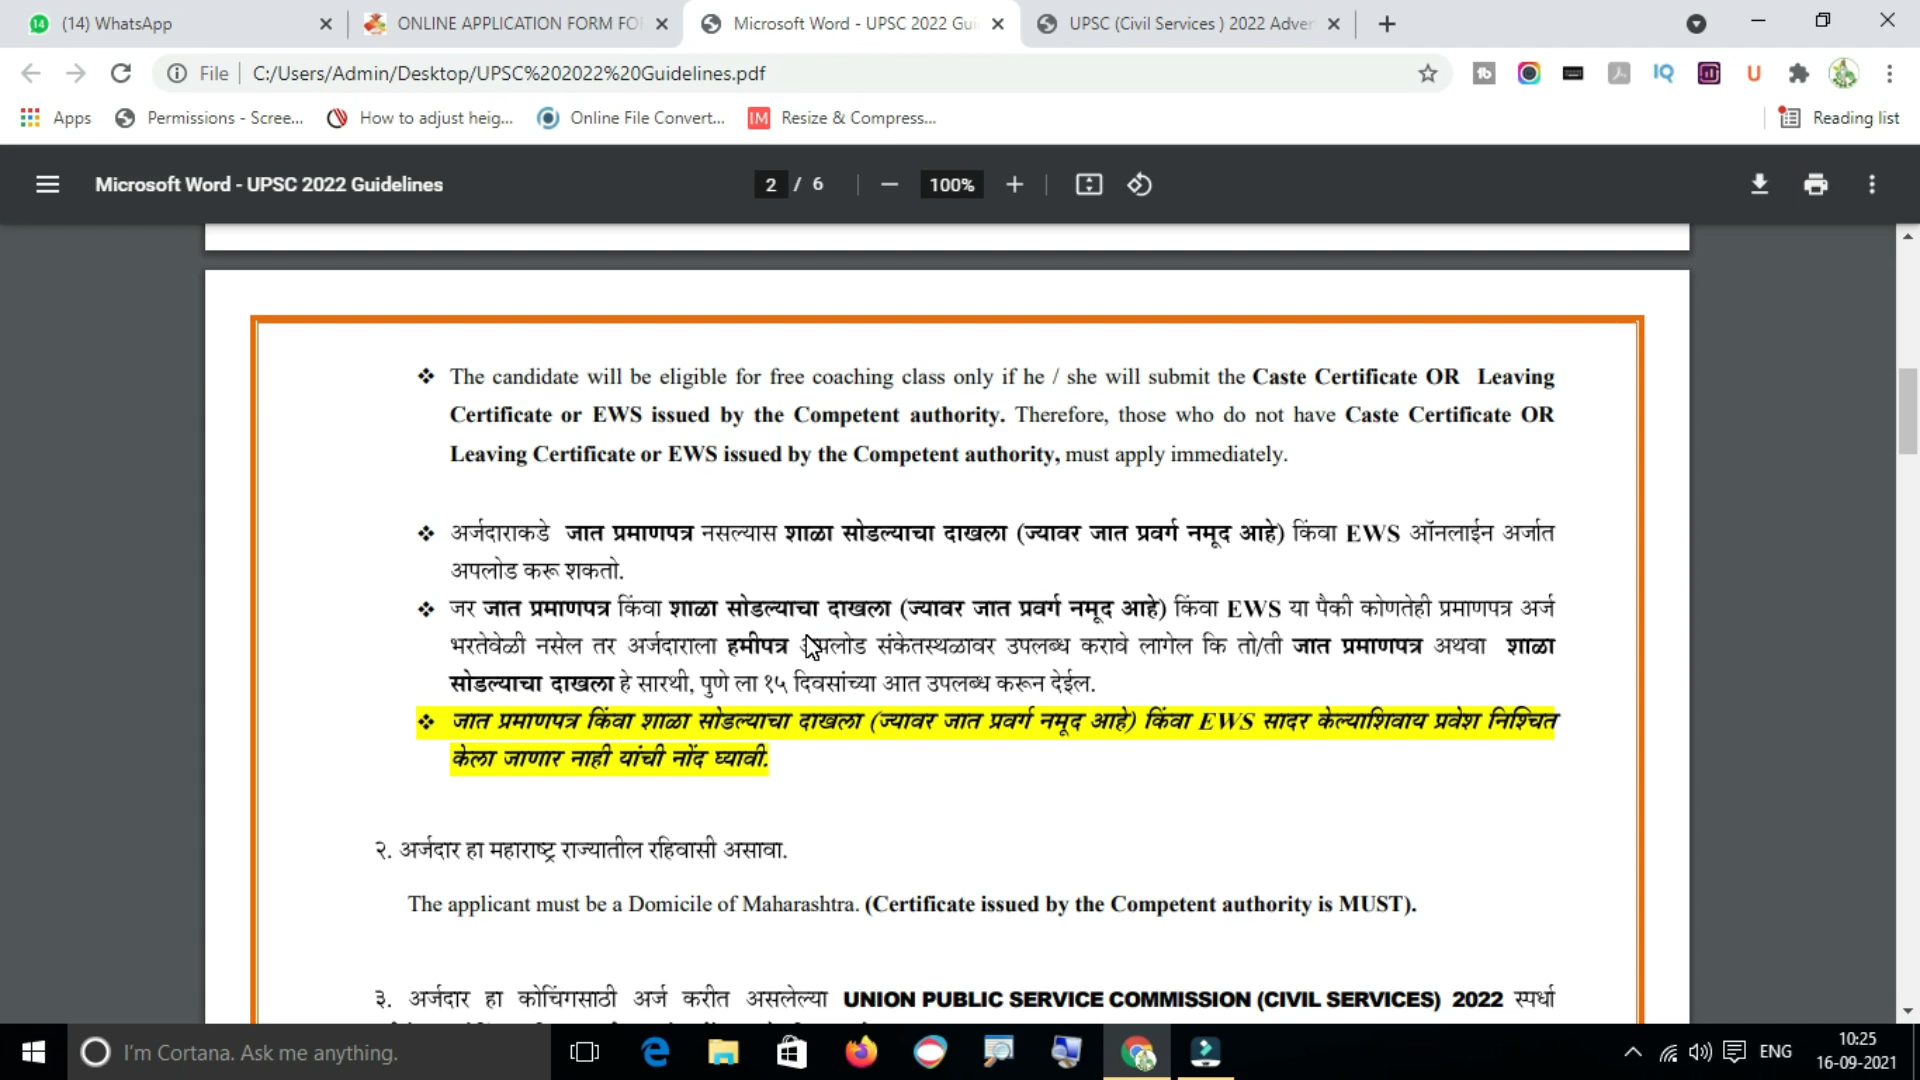 14 (14) WhatsApp
ONLINE APPLICATION FORM FO
Microsoft Word - UPSC 2022 Gui
UPSC (Civil Services ) 2022 Adver
File C:/Users/Admin/Desktop/UPSC%202022%20Guidelines.pdf
Apps Permissions - Scree... How to adjust heig... Online File Convert... IM Resize & Compress... Reading list
Microsoft Word - UPSC 2022 Guidelines 2 / 6 100%
❖ The candidate will be eligible for free coaching class only if he / she will submit the Caste Certificate OR Leaving
Certificate or EWS issued by the Competent authority. Therefore, those who do not have Caste Certificate OR
Leaving Certificate or EWS issued by the Competent authority, must apply immediately.
❖ अर्जदाराकडे जात प्रमाणपत्र नसल्यास शाळा सोडल्याचा दाखला (ज्यावर जात प्रवर्ग नमूद आहे) किंवा EWS ऑनलाईन अर्जात
अपलोड करू शकतो.
❖ जर जात प्रमाणपत्र किंवा शाळा सोडल्याचा दाखला (ज्यावर जात प्रवर्ग नमूद आहे) किंवा EWS या पैकी कोणतेही प्रमाणपत्र अर्ज
भरतेवेळी नसेल तर अर्जदाराला हमीपत्र अपलोड संकेतस्थळावर उपलब्ध करावे लागेल कि तो/ती जात प्रमाणपत्र अथवा शाळा
सोडल्याचा दाखला हे सारथी, पुणे ला १५ दिवसांच्या आत उपलब्ध करून देईल.
❖ जात प्रमाणपत्र किंवा शाळा सोडल्याचा दाखला (ज्यावर जात प्रवर्ग नमूद आहे) किंवा EWS सादर केल्याशिवाय प्रवेश निश्चित
केला जाणार नाही यांची नोंद घ्यावी.
२. अर्जदार हा महाराष्ट्र राज्यातील रहिवासी असावा.
The applicant must be a Domicile of Maharashtra. (Certificate issued by the Competent authority is MUST).
३. अर्जदार हा कोचिंगसाठी अर्ज करीत असलेल्या UNION PUBLIC SERVICE COMMISSION (CIVIL SERVICES) 2022 स्पर्धा
I'm Cortana. Ask me anything.
ENG
10:25
16-09-2021